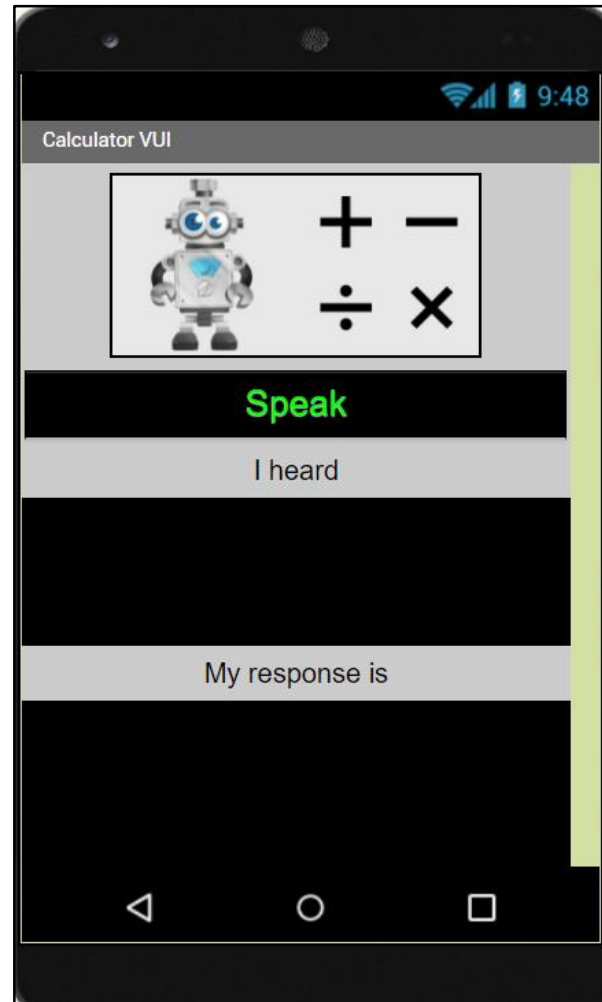 9:48
Calculator VUI
+ −
÷ ×
Speak
I heard
My response is